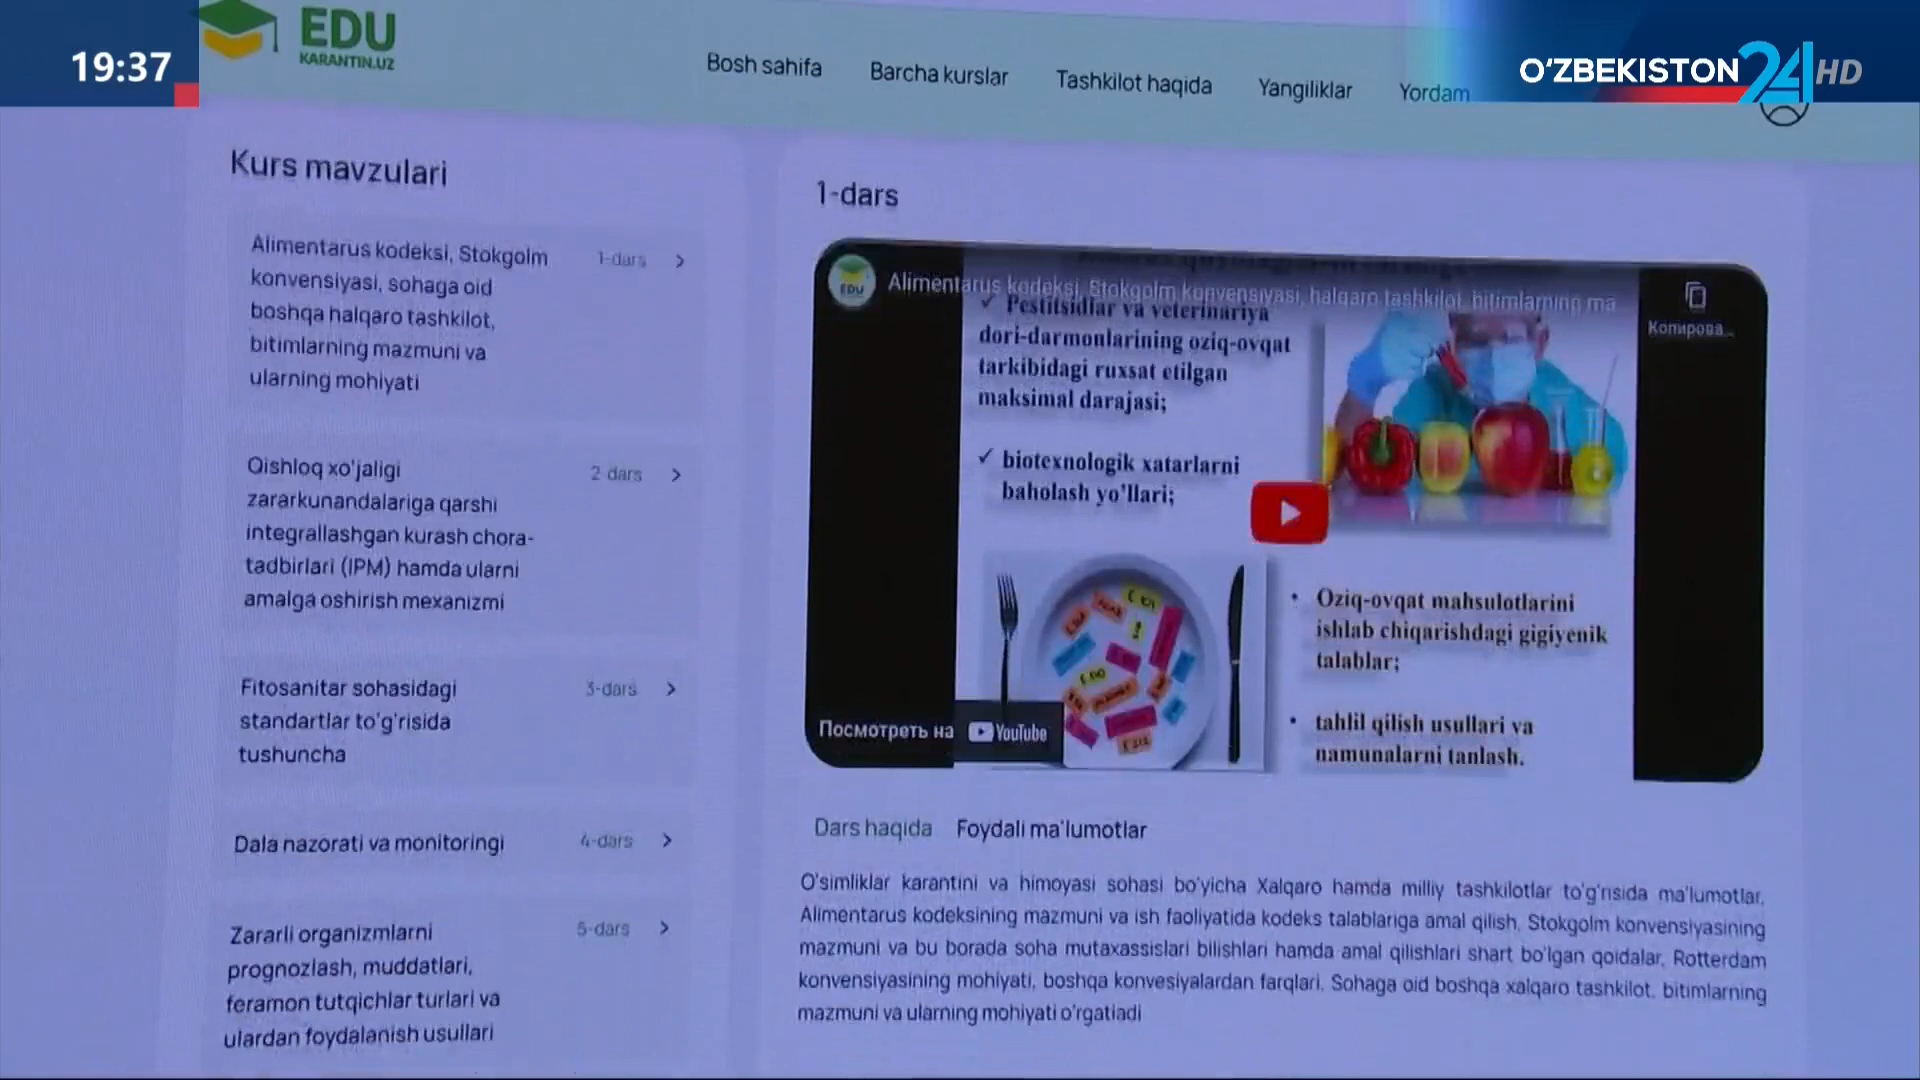 19:37
EDU
KARANTIN.UZ
Bosh sahifa
Barcha kurslar
Tashkilot haqida
Yangiliklar
Yordam
O‘ZBEKISTON 24 HD
Kurs mavzulari
Alimentarus kodeksi, Stokgolm
konvensiyasi, sohaga oid
boshqa halqaro tashkilot,
bitimlarning mazmuni va
ularning mohiyati
1-dars
Qishloq xo'jaligi
zararkunandalariga qarshi
integrallashgan kurash chora-
tadbirlari (IPM) hamda ularni
amalga oshirish mexanizmi
2 dars
Fitosanitar sohasidagi
standartlar to'g'risida
tushuncha
3-dars
Dala nazorati va monitoringi
4-dars
Zararli organizmlarni
prognozlash, muddatlari,
feramon tutqichlar turlari va
ulardan foydalanish usullari
5-dars
1-dars
EDU
Alimentarus kodeksi, Stokgolm konvensiyasi, halqaro tashkilot, bitimlarning ma
Копирова...
✓ Pestitsidlar va veterinariya
dori-darmonlarining oziq-ovqat
tarkibidagi ruxsat etilgan
maksimal darajasi;
✓ biotexnologik xatarlarni
baholash yo'llari;
• Oziq-ovqat mahsulotlarini
ishlab chiqarishdagi gigiyenik
talablar;
• tahlil qilish usullari va
namunalarni tanlash.
Посмотреть на YouTube
Dars haqida
Foydali ma'lumotlar
O'simliklar karantini va himoyasi sohasi bo'yicha Xalqaro hamda milliy tashkilotlar to'g'risida ma'lumotlar,
Alimentarus kodeksining mazmuni va ish faoliyatida kodeks talablariga amal qilish, Stokgolm konvensiyasining
mazmuni va bu borada soha mutaxassislari bilishlari hamda amal qilishlari shart bo'lgan qoidalar, Rotterdam
konvensiyasining mohiyati, boshqa konvesiyalardan farqlari. Sohaga oid boshqa xalqaro tashkilot, bitimlarning
mazmuni va ularning mohiyati o'rgatiadi